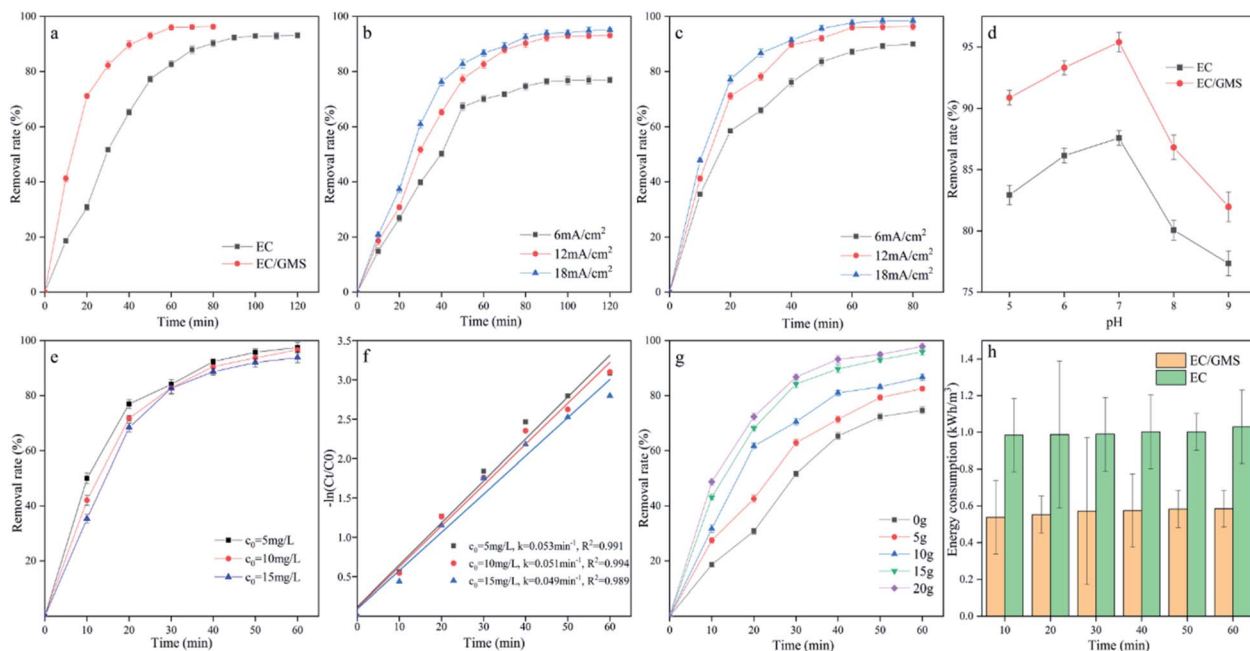 a
Removal rate (%)
100
80
60
40
20
0
EC
EC/GMS
0 20 40 60 80 100 120
Time (min)
b
Removal rate (%)
100
80
60
40
20
0
6mA/cm²
12mA/cm²
18mA/cm²
0 20 40 60 80 100 120
Time (min)
c
Removal rate (%)
100
80
60
40
20
0
6mA/cm²
12mA/cm²
18mA/cm²
0 20 40 60 80
Time (min)
d
Removal rate (%)
95
90
85
80
75
EC
EC/GMS
5 6 7 8 9
pH
e
Removal rate (%)
100
80
60
40
20
c₀=5mg/L
c₀=10mg/L
c₀=15mg/L
0 10 20 30 40 50 60
Time (min)
f
-ln(Ct/C0)
3.5
3.0
2.5
2.0
1.5
1.0
0.5
c₀=5mg/L, k=0.053min⁻¹, R²=0.991
c₀=10mg/L, k=0.051min⁻¹, R²=0.994
c₀=15mg/L, k=0.049min⁻¹, R²=0.989
0 10 20 30 40 50 60
Time (min)
g
Removal rate (%)
100
80
60
40
20
0g
5g
10g
15g
20g
0 10 20 30 40 50 60
Time (min)
h
Energy consumption (kWh/m³)
1.4
1.2
1.0
0.8
0.6
0.4
0.2
0.0
EC/GMS
EC
10 20 30 40 50 60
Time (min)